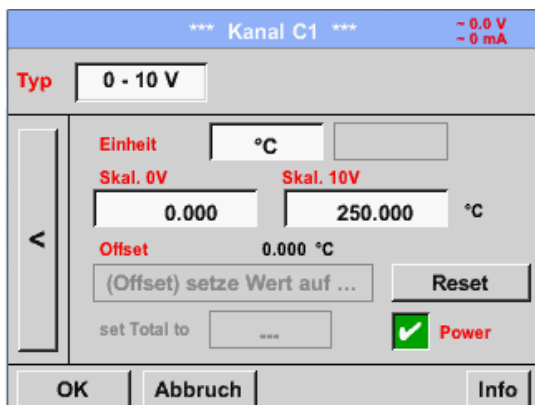 *** Kanal C1 ***
~ 0.0 V
~ 0 mA
Typ 0 - 10 V
Einheit °C
Skal. 0V Skal. 10V
< 0.000 250.000 °C
Offset 0.000 °C
(Offset) setze Wert auf ... Reset
set Total to --- Power
OK Abbruch Info